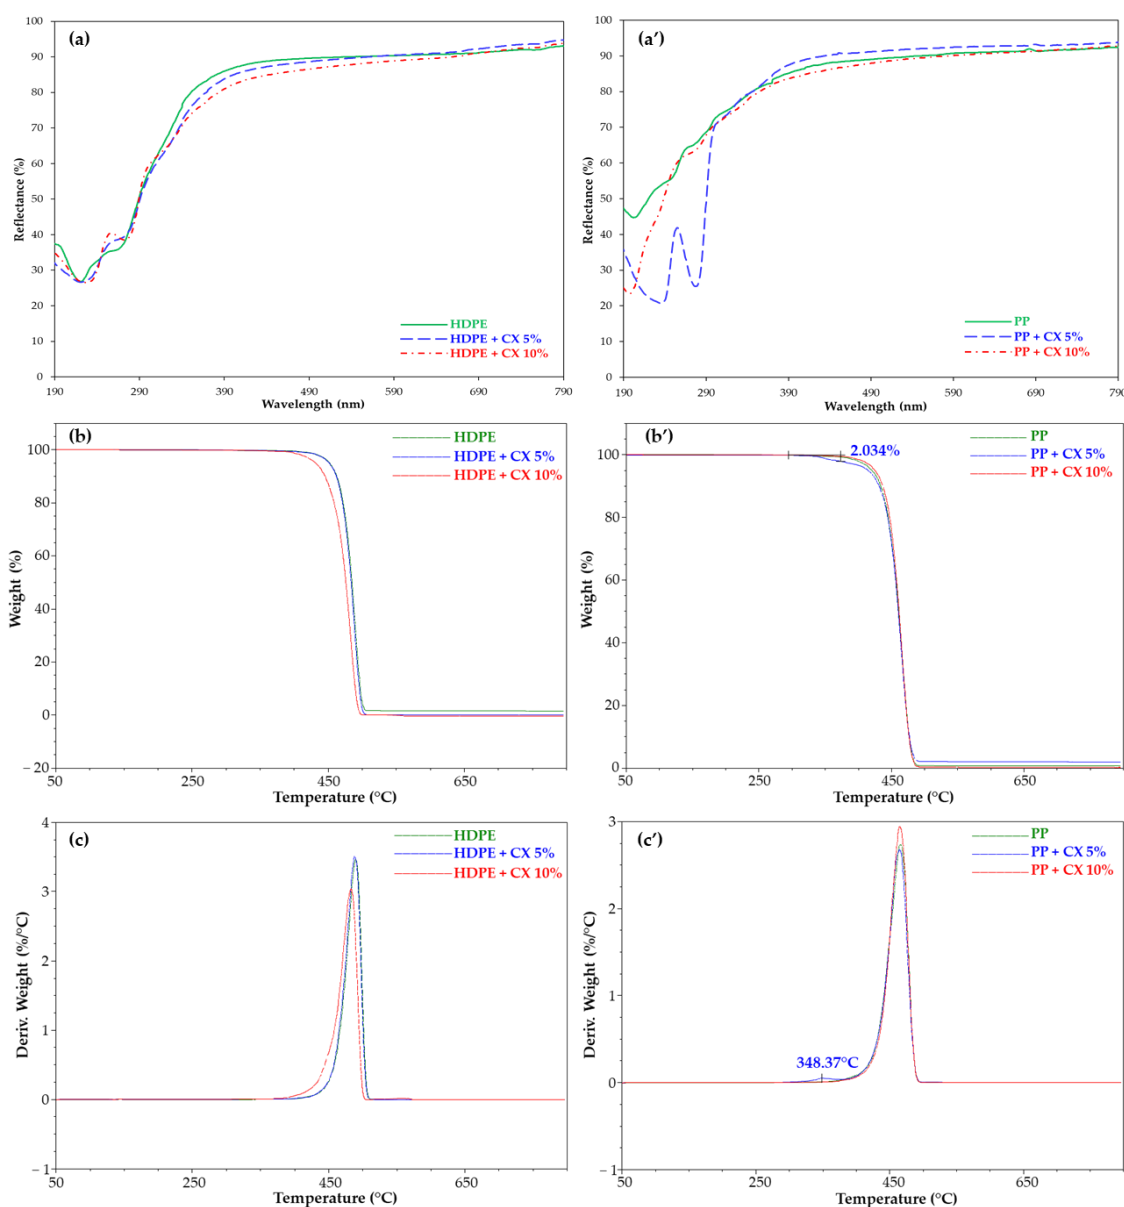 (a)
100
90
80
70
60
50
40
30
20
10
0
Reflectance (%)
HDPE
HDPE + CX 5%
HDPE + CX 10%
190
290
390
490
590
690
790
Wavelength (nm)
(a')
100
90
80
70
60
50
40
30
20
10
0
Reflectance (%)
PP
PP + CX 5%
PP + CX 10%
190
290
390
490
590
690
790
Wavelength (nm)
(b)
HDPE
HDPE + CX 5%
HDPE + CX 10%
100
80
60
40
20
0
−20
Weight (%)
50
250
450
650
Temperature (°C)
(b')
2.034%
PP
PP + CX 5%
PP + CX 10%
100
80
60
40
20
0
Weight (%)
50
250
450
650
Temperature (°C)
(c)
HDPE
HDPE + CX 5%
HDPE + CX 10%
4
3
2
1
0
−1
Deriv. Weight (%/°C)
50
250
450
650
Temperature (°C)
(c')
PP
PP + CX 5%
PP + CX 10%
348.37°C
3
2
1
0
−1
Deriv. Weight (%/°C)
50
250
450
650
Temperature (°C)